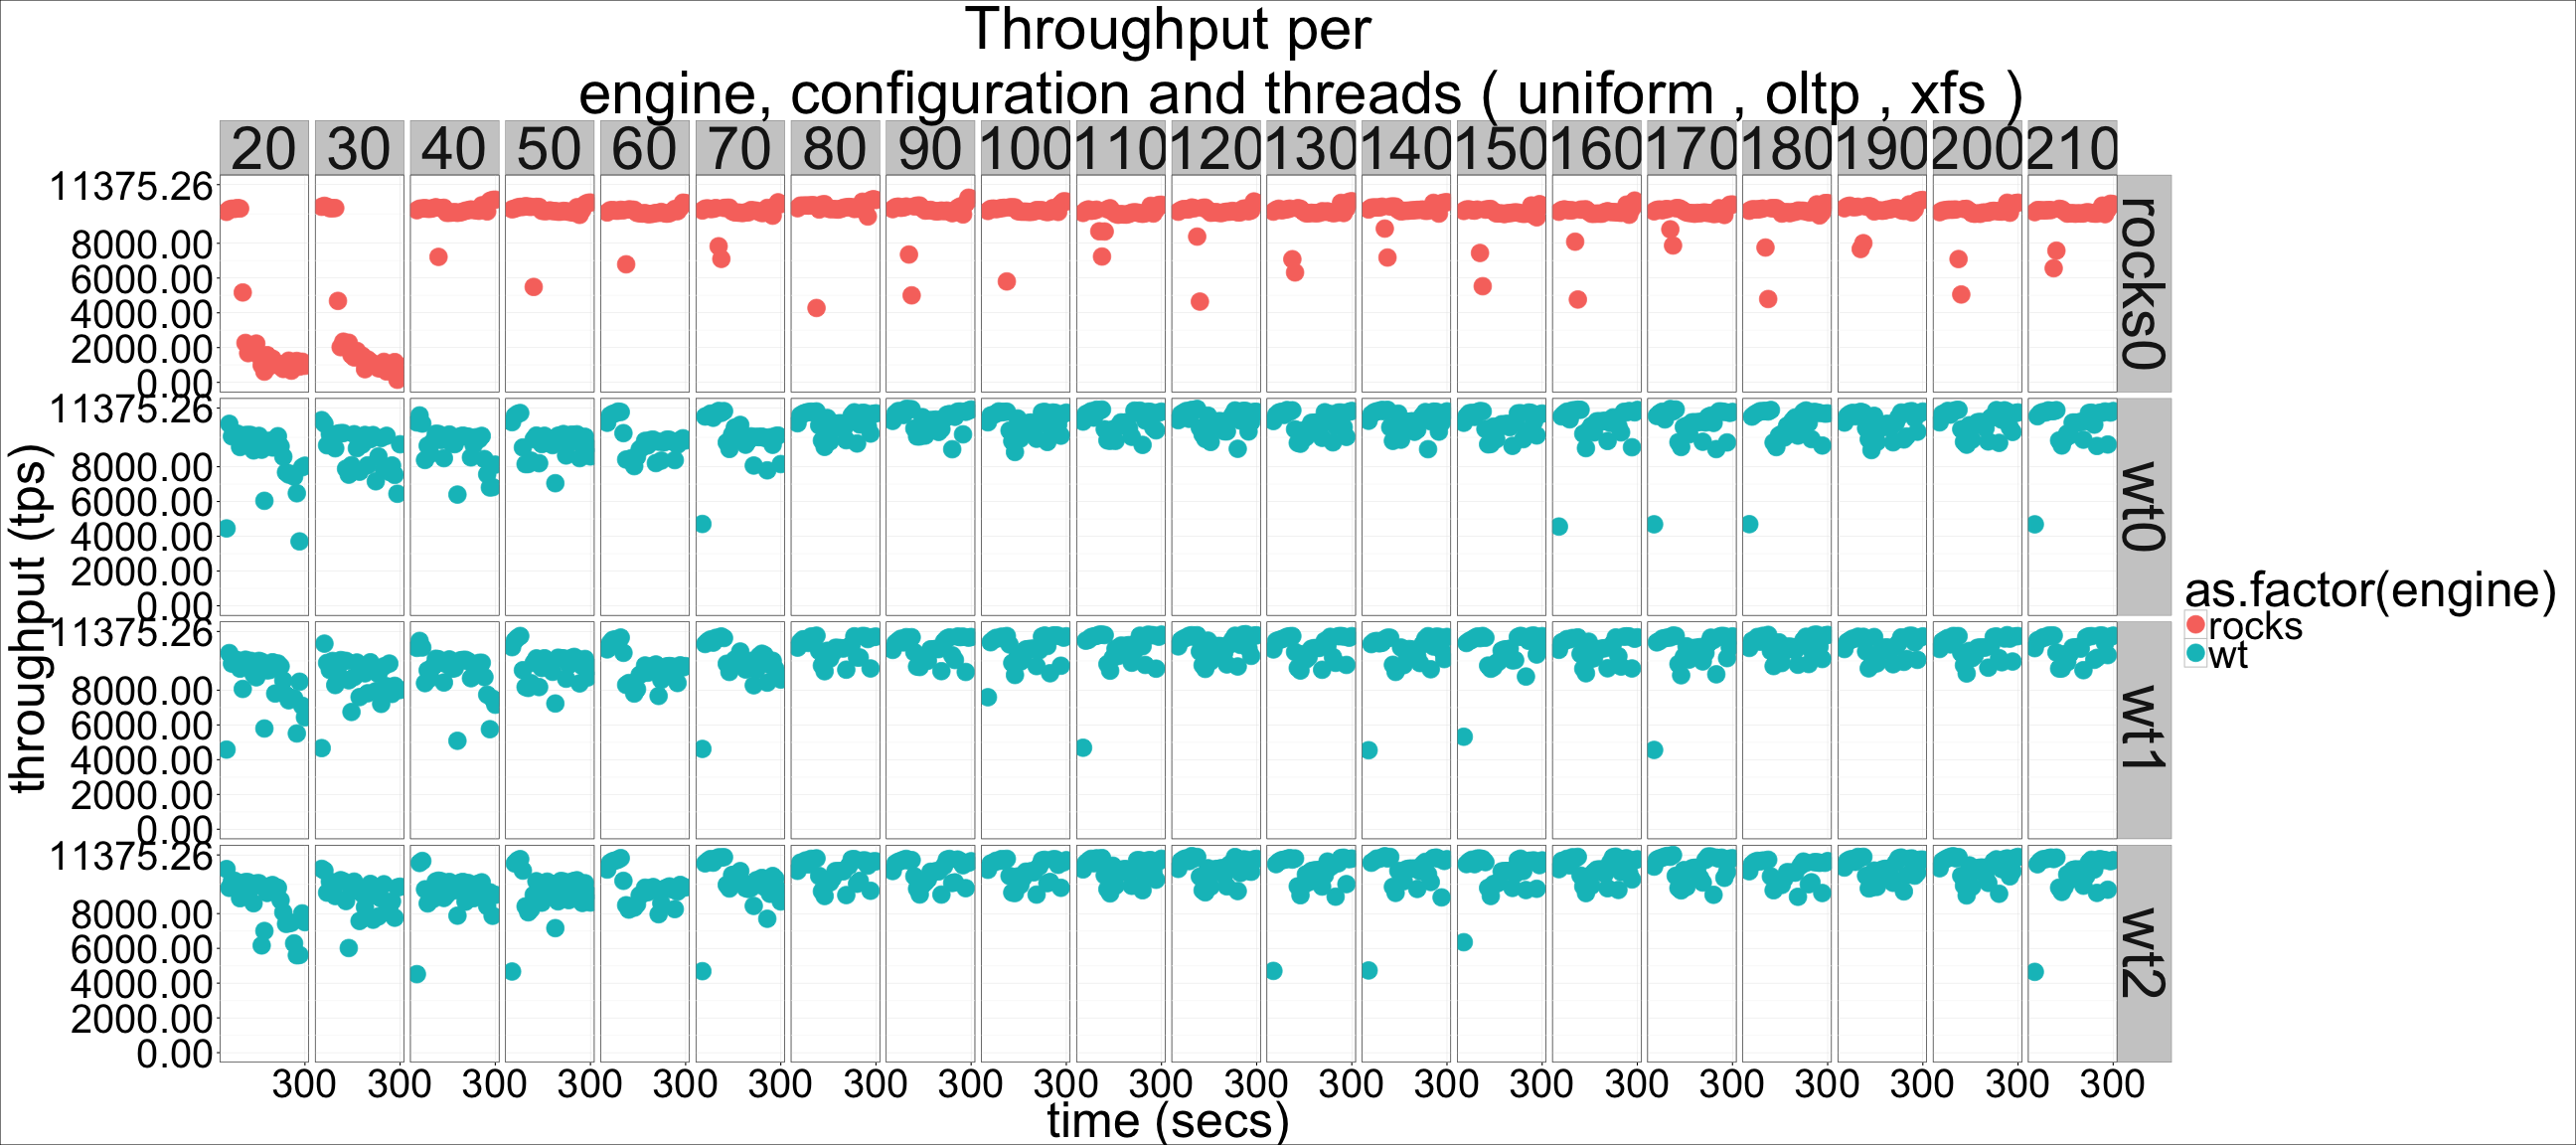 Throughput per
engine, configuration and threads ( uniform , oltp , xfs )
20 30 40 50 60 70 80 90 100 110 120 130 140 150 160 170 180 190 200 210
throughput (tps)
11375.26
8000.00
6000.00
4000.00
2000.00
0.00
rocks0
11375.26
8000.00
6000.00
4000.00
2000.00
0.00
wt0
11375.26
8000.00
6000.00
4000.00
2000.00
0.00
wt1
11375.26
8000.00
6000.00
4000.00
2000.00
0.00
wt2
300 300 300 300 300 300 300 300 300 300 300 300 300 300 300 300 300 300 300 300
time (secs)
as.factor(engine)
rocks
wt